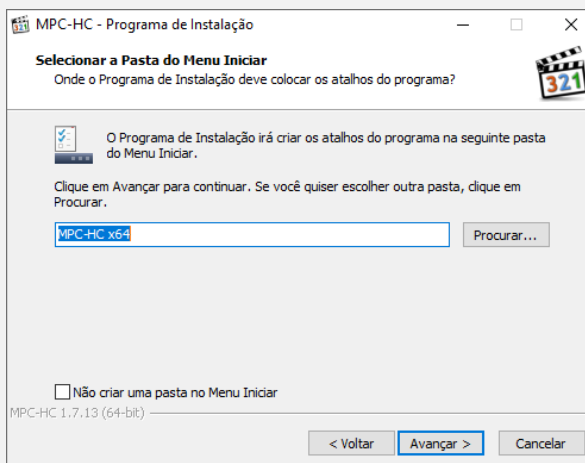 MPC-HC - Programa de Instalação
Selecionar a Pasta do Menu Iniciar
Onde o Programa de Instalação deve colocar os atalhos do programa?
321
O Programa de Instalação irá criar os atalhos do programa na seguinte pasta
do Menu Iniciar.
Clique em Avançar para continuar. Se você quiser escolher outra pasta, clique em
Procurar.
MPC-HC x64
Procurar...
Não criar uma pasta no Menu Iniciar
MPC-HC 1.7.13 (64-bit)
< Voltar
Avançar >
Cancelar